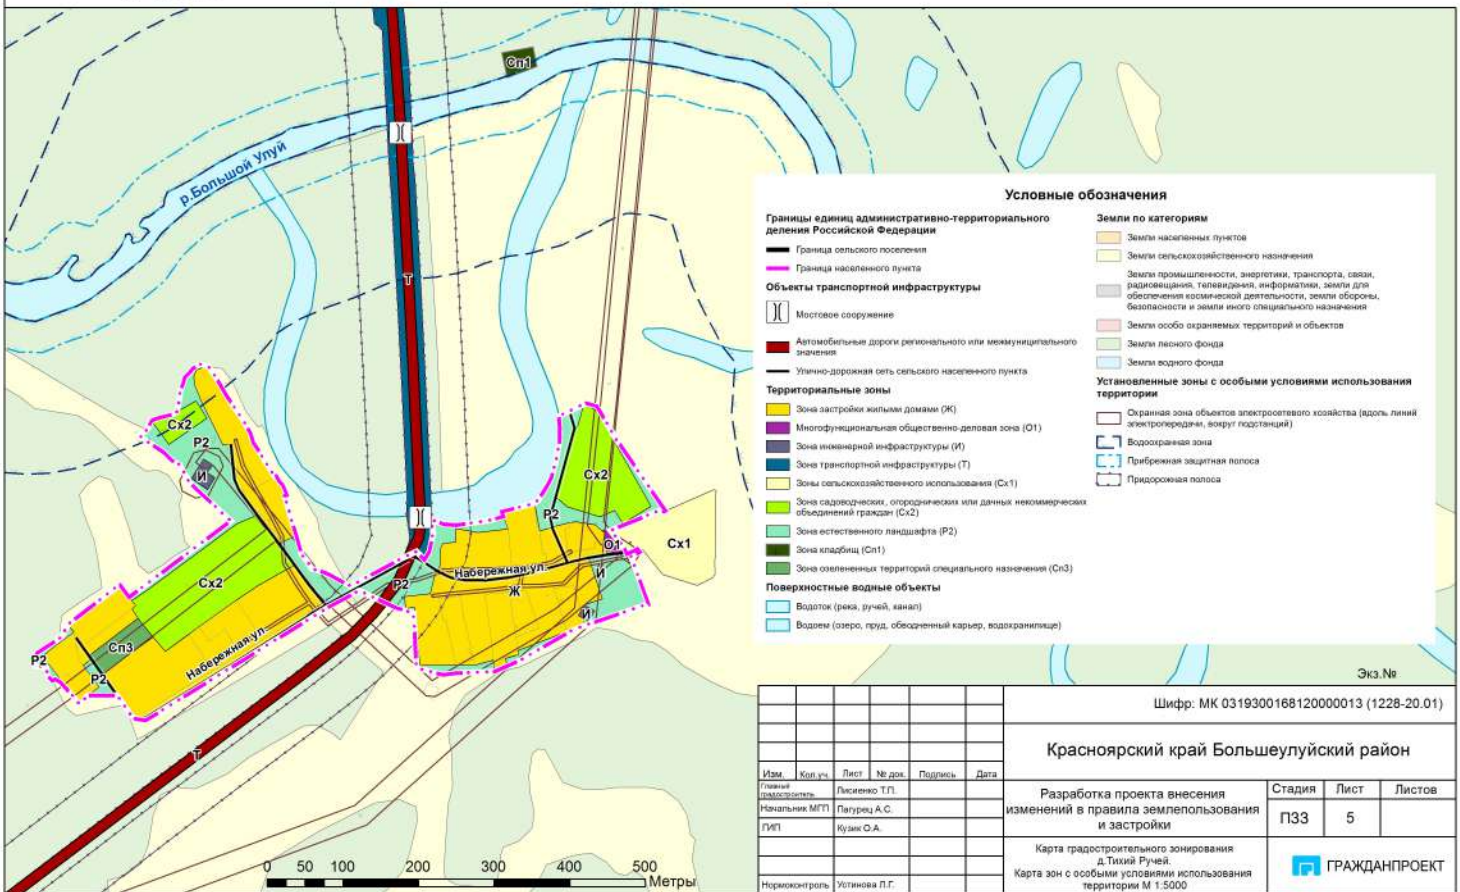 Сп1
р.Большой Улуй
Т
Сх2
Р2
И
Сх2
Р2
Сх2
О1
Сх1
Набережная ул.
Ж
И
И
Р2
Сх2
Сп3
Р2
Р2
Набережная ул.
Т
0 50 100 200 300 400 500
Метры
Условные обозначения
Границы единиц административно-территориального
деления Российской Федерации
Граница сельского поселения
Граница населенного пункта
Объекты транспортной инфраструктуры
Мостовое сооружение
Автомобильные дороги регионального или межмуниципального
значения
Улично-дорожная сеть сельского населенного пункта
Территориальные зоны
Зона застройки жилыми домами (Ж)
Многофункциональная общественно-деловая зона (О1)
Зона инженерной инфраструктуры (И)
Зона транспортной инфраструктуры (Т)
Зоны сельскохозяйственного использования (Сх1)
Зона садоводческих, огороднических или дачных некоммерческих
объединений граждан (Сх2)
Зона естественного ландшафта (Р2)
Зона кладбищ (Сп1)
Зона озелененных территорий специального назначения (Сп3)
Поверхностные водные объекты
Водоток (река, ручей, канал)
Водоем (озеро, пруд, обводненный карьер, водохранилище)
Земли по категориям
Земли населенных пунктов
Земли сельскохозяйственного назначения
Земли промышленности, энергетики, транспорта, связи,
радиовещания, телевидения, информатики, земли для
обеспечения космической деятельности, земли обороны,
безопасности и земли иного специального назначения
Земли особо охраняемых территорий и объектов
Земли лесного фонда
Земли водного фонда
Установленные зоны с особыми условиями использования
территории
Охранная зона объектов электросетевого хозяйства (вдоль линий
электропередачи, вокруг подстанций)
Водоохранная зона
Прибрежная защитная полоса
Придорожная полоса
Экз.№
Шифр: МК 0319300168120000013 (1228-20.01)
Красноярский край Большеулуйский район
Изм. Кол.уч. Лист № док. Подпись Дата
Главный
градостроитель Лисиенко Т.П.
Начальник МГП Пагурец А.С.
ГИП Кузик О.А.
Нормоконтроль Устинова Л.Г.
Разработка проекта внесения
изменений в правила землепользования
и застройки
Стадия Лист Листов
ПЗЗ 5
Карта градостроительного зонирования
д.Тихий Ручей.
Карта зон с особыми условиями использования
территории М 1:5000
ГРАЖДАНПРОЕКТ